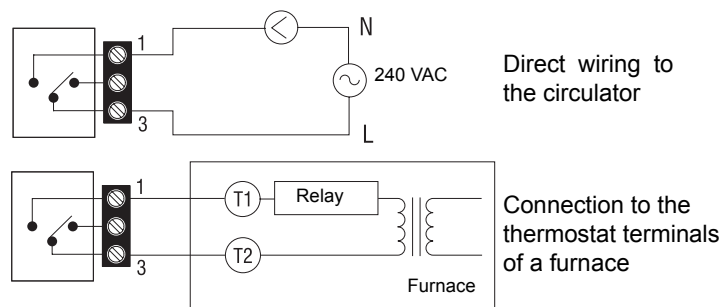 1
N
240 VAC
3
L
Direct wiring to
the circulator
1
T1
Relay
3
T2
Furnace
Connection to the
thermostat terminals
of a furnace